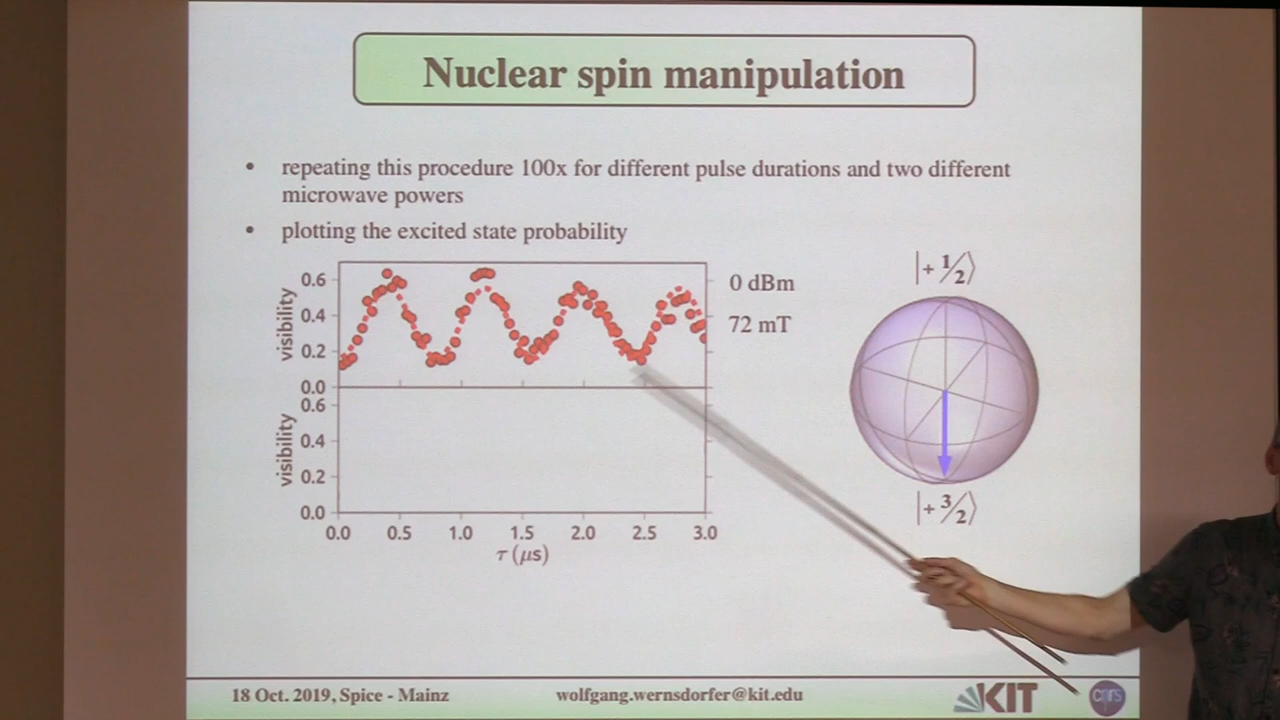 Nuclear spin manipulation
• repeating this procedure 100x for different pulse durations and two different
microwave powers
• plotting the excited state probability
visibility
0.6
0.4
0.2
0.0
0 dBm
72 mT
visibility
0.6
0.4
0.2
0.0
0.0 0.5 1.0 1.5 2.0 2.5 3.0
τ (μs)
|+ ½⟩
|+ 3⁄2⟩
18 Oct. 2019, Spice - Mainz
wolfgang.wernsdorfer@kit.edu
KIT
cnrs